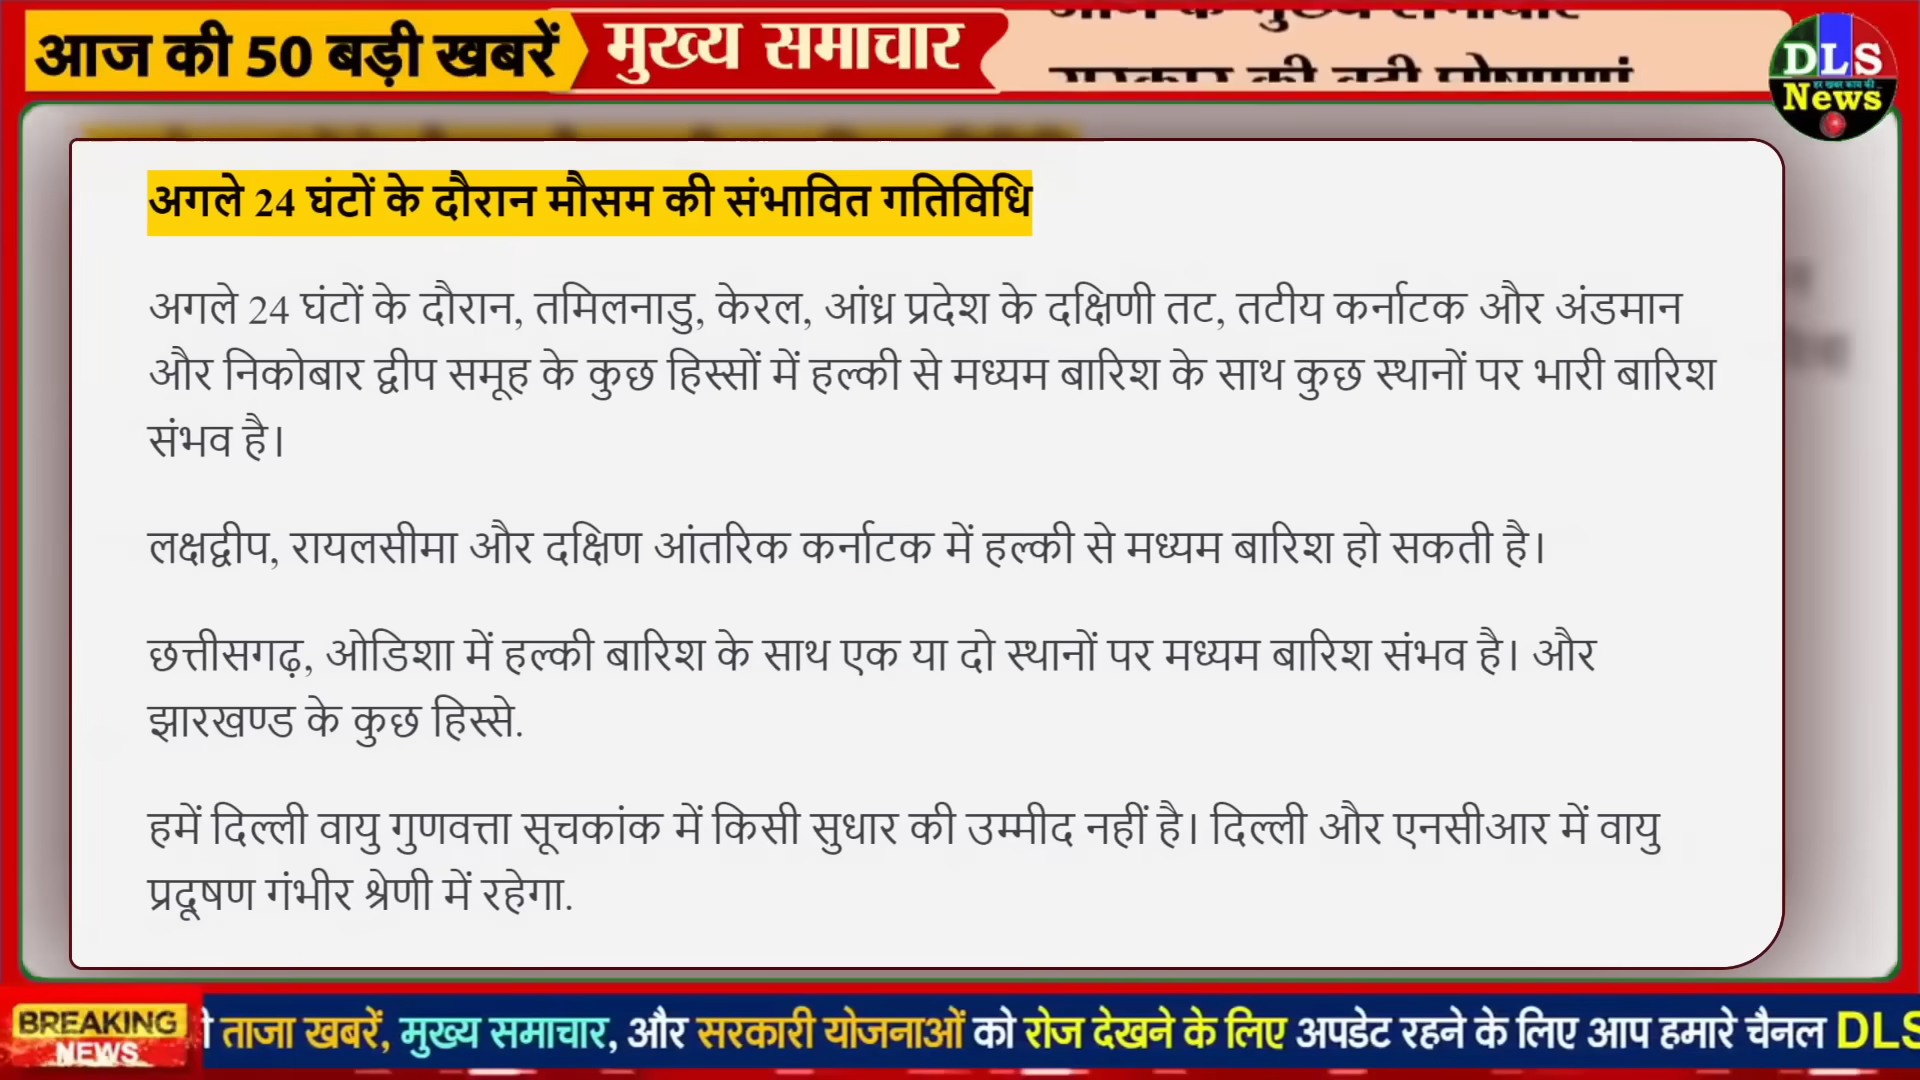 आज की 50 बड़ी खबरें
मुख्य समाचार
DLS
हर खबर काम की
News
अगले 24 घंटों के दौरान मौसम की संभावित गतिविधि
अगले 24 घंटों के दौरान, तमिलनाडु, केरल, आंध्र प्रदेश के दक्षिणी तट, तटीय कर्नाटक और अंडमान
और निकोबार द्वीप समूह के कुछ हिस्सों में हल्की से मध्यम बारिश के साथ कुछ स्थानों पर भारी बारिश
संभव है।
लक्षद्वीप, रायलसीमा और दक्षिण आंतरिक कर्नाटक में हल्की से मध्यम बारिश हो सकती है।
छत्तीसगढ़, ओडिशा में हल्की बारिश के साथ एक या दो स्थानों पर मध्यम बारिश संभव है। और
झारखण्ड के कुछ हिस्से.
हमें दिल्ली वायु गुणवत्ता सूचकांक में किसी सुधार की उम्मीद नहीं है। दिल्ली और एनसीआर में वायु
प्रदूषण गंभीर श्रेणी में रहेगा.
BREAKING
NEWS
ताजा खबरें, मुख्य समाचार, और सरकारी योजनाओं को रोज देखने के लिए अपडेट रहने के लिए आप हमारे चैनल DLS